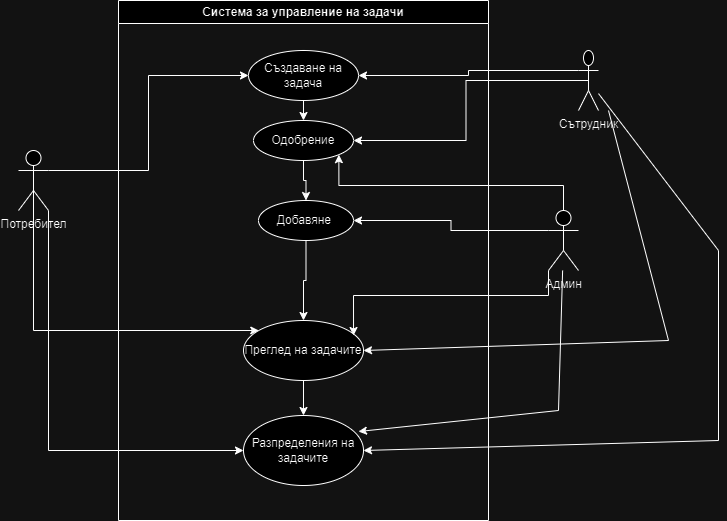 Система за управление на задачи
Създаване на
задача
Сътрудник
Одобрение
Потребител
Добавяне
Админ
Преглед на задачите
Разпределения на
задачите